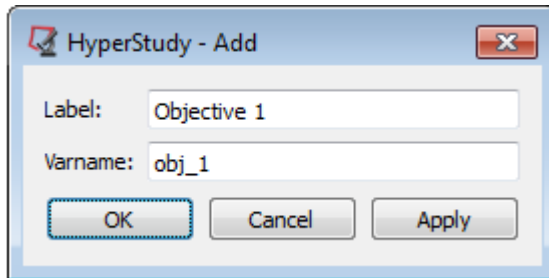 HyperStudy - Add
Label: Objective 1
Varname: obj_1
OK Cancel Apply